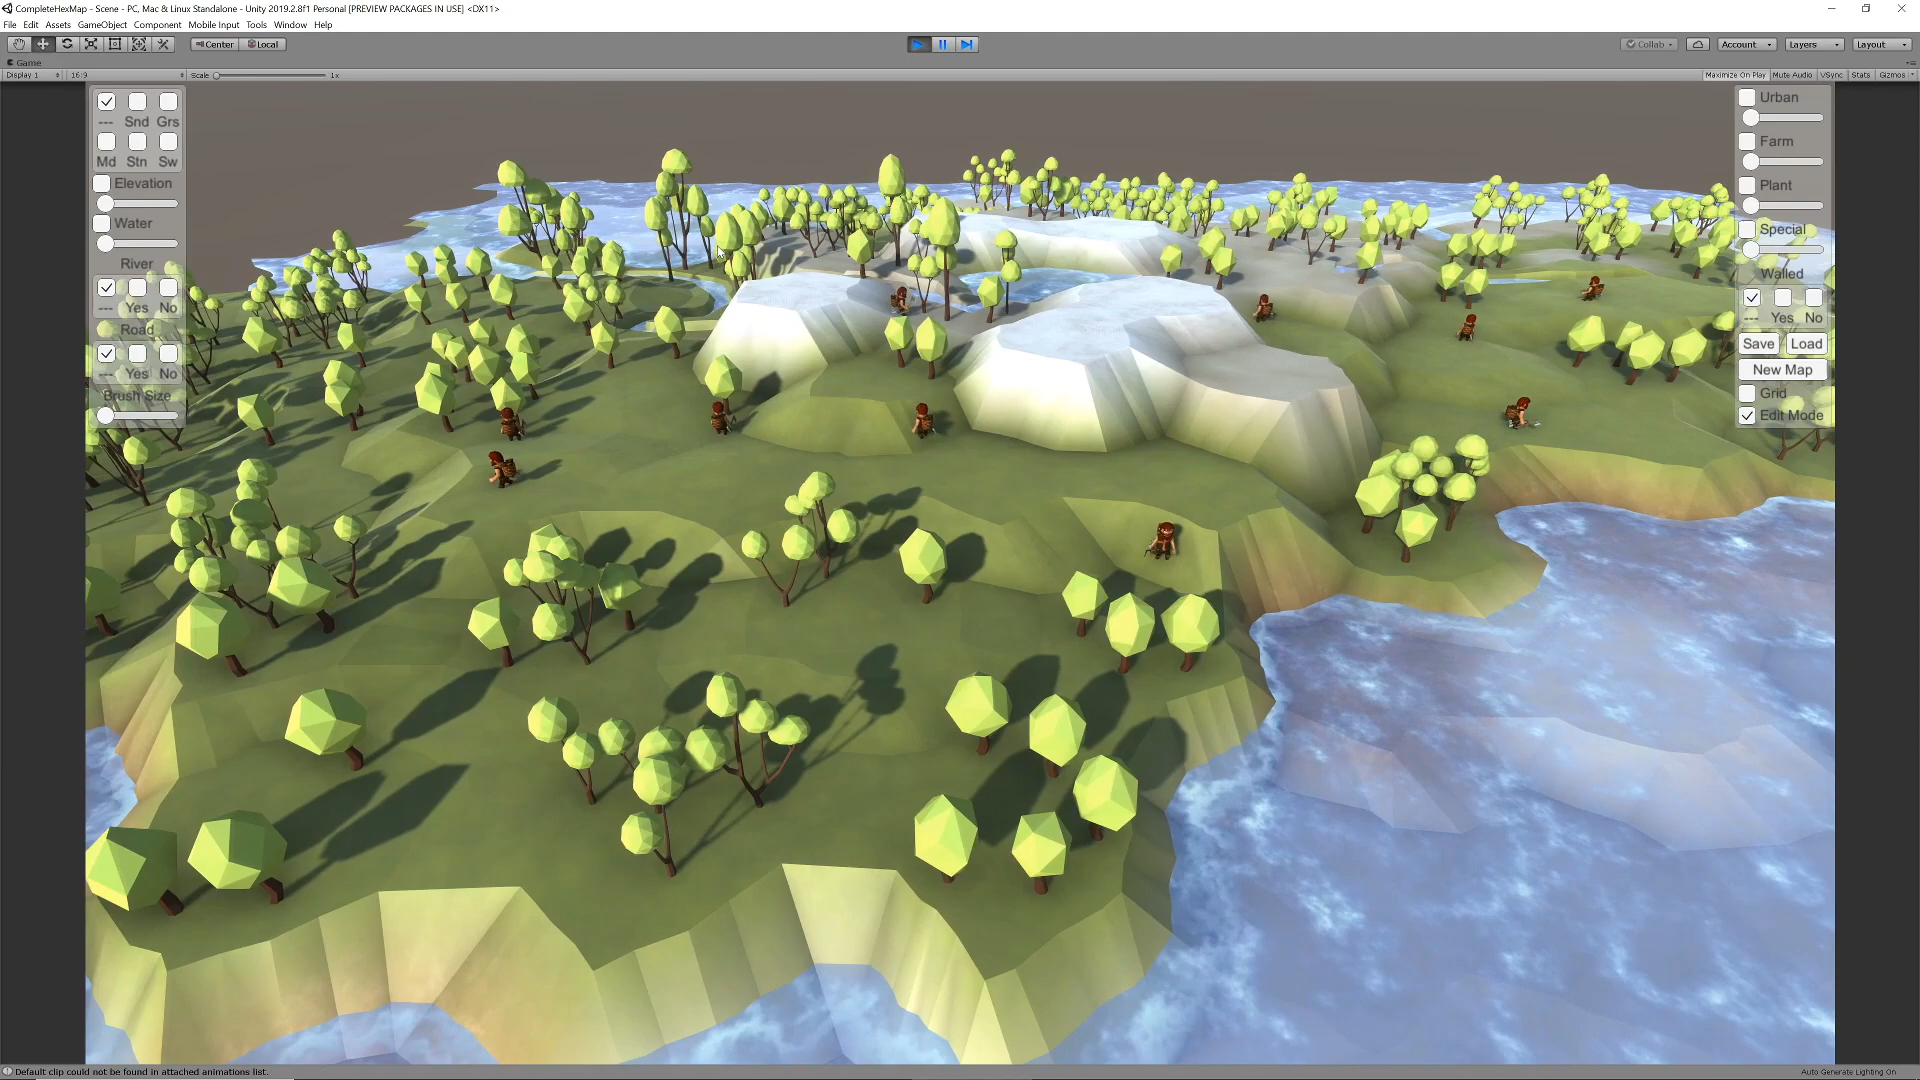 CompleteHexMap - Scene - PC, Mac & Linux Standalone - Unity 2019.2.8f1 Personal [PREVIEW PACKAGES IN USE] <DX11>
File Edit Assets GameObject Component Mobile Input Tools Window Help
Center Local Collab Account Layers Layout
Game
Display 1 16:9 Scale 1x Maximize On Play Mute Audio VSync Stats Gizmos
--- Snd Grs
Md Stn Sw
Elevation
Water
River
--- Yes No
Road
--- Yes No
Brush Size
Urban
Farm
Plant
Special
Walled
--- Yes No
Save Load
New Map
Grid
Edit Mode
Default clip could not be found in attached animations list.
Auto Generate Lighting On